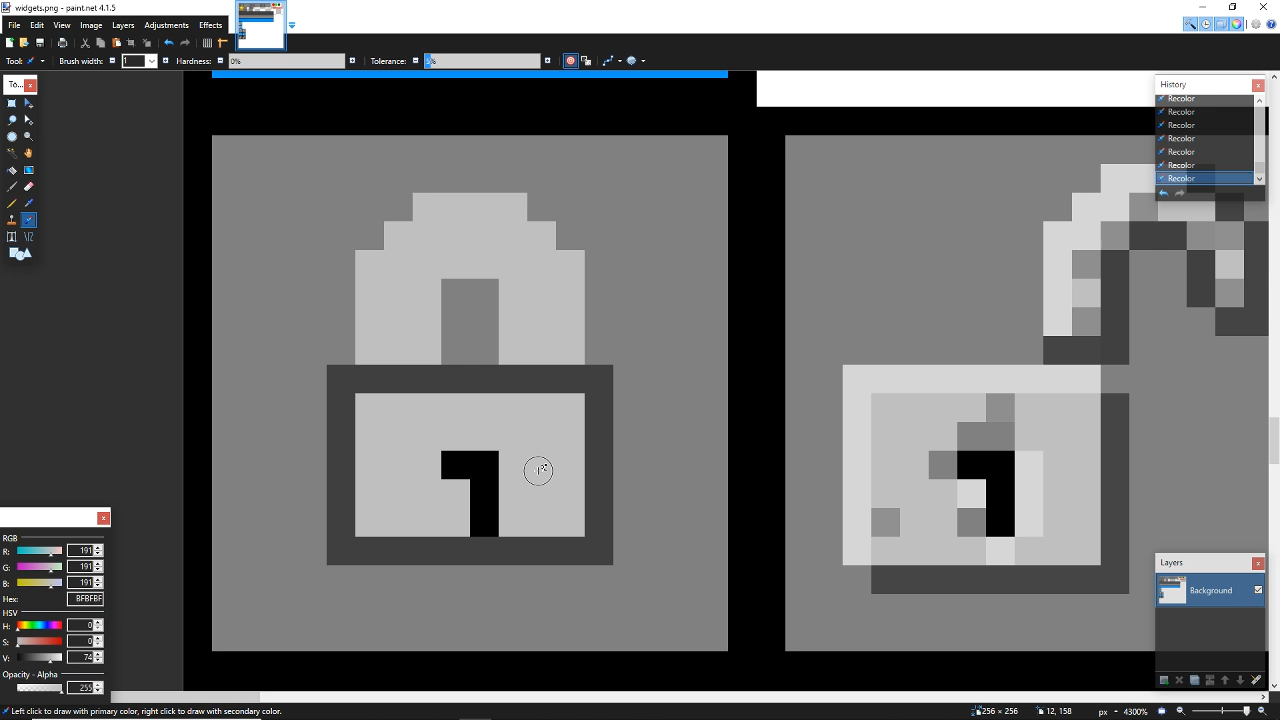 widgets.png - paint.net 4.1.5
File Edit View Image Layers Adjustments Effects
Tool: Brush width: 1 Hardness: 0% Tolerance: %
To...
History
Recolor
Recolor
Recolor
Recolor
Recolor
Recolor
Recolor
RGB
R: 191
G: 191
B: 191
Hex: BFBFBF
HSV
H: 0
S: 0
V: 74
Opacity - Alpha
255
Layers
Background
Left click to draw with primary color, right click to draw with secondary color.
256 × 256 12, 158 px 4300%